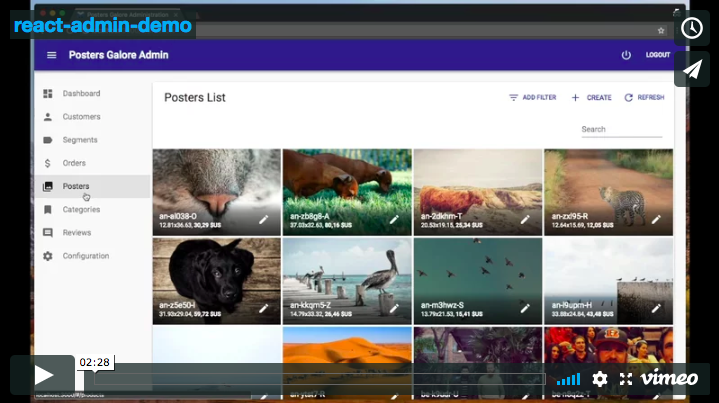 react-admin-demo
Posters Galore Administration
Posters Galore Admin
LOGOUT
Dashboard
Customers
Segments
Orders
Posters
Categories
Reviews
Configuration
Posters List
ADD FILTER
CREATE
REFRESH
Search
an-al038-O
12.81x36.63, 30,29 $US
an-zb8g8-A
37.03x32.63, 80,16 $US
an-2dkhm-T
20.53x19.15, 25,34 $US
an-zxl95-R
12.64x15.69, 12,05 $US
an-z5e50-I
31.93x29.04, 59,72 $US
an-kkqm5-Z
14.79x33.32, 26,46 $US
an-m3hwz-S
13.79x21.53, 15,41 $US
an-l9upm-H
33.88x24.84, 43,48 $US
02:28
vimeo